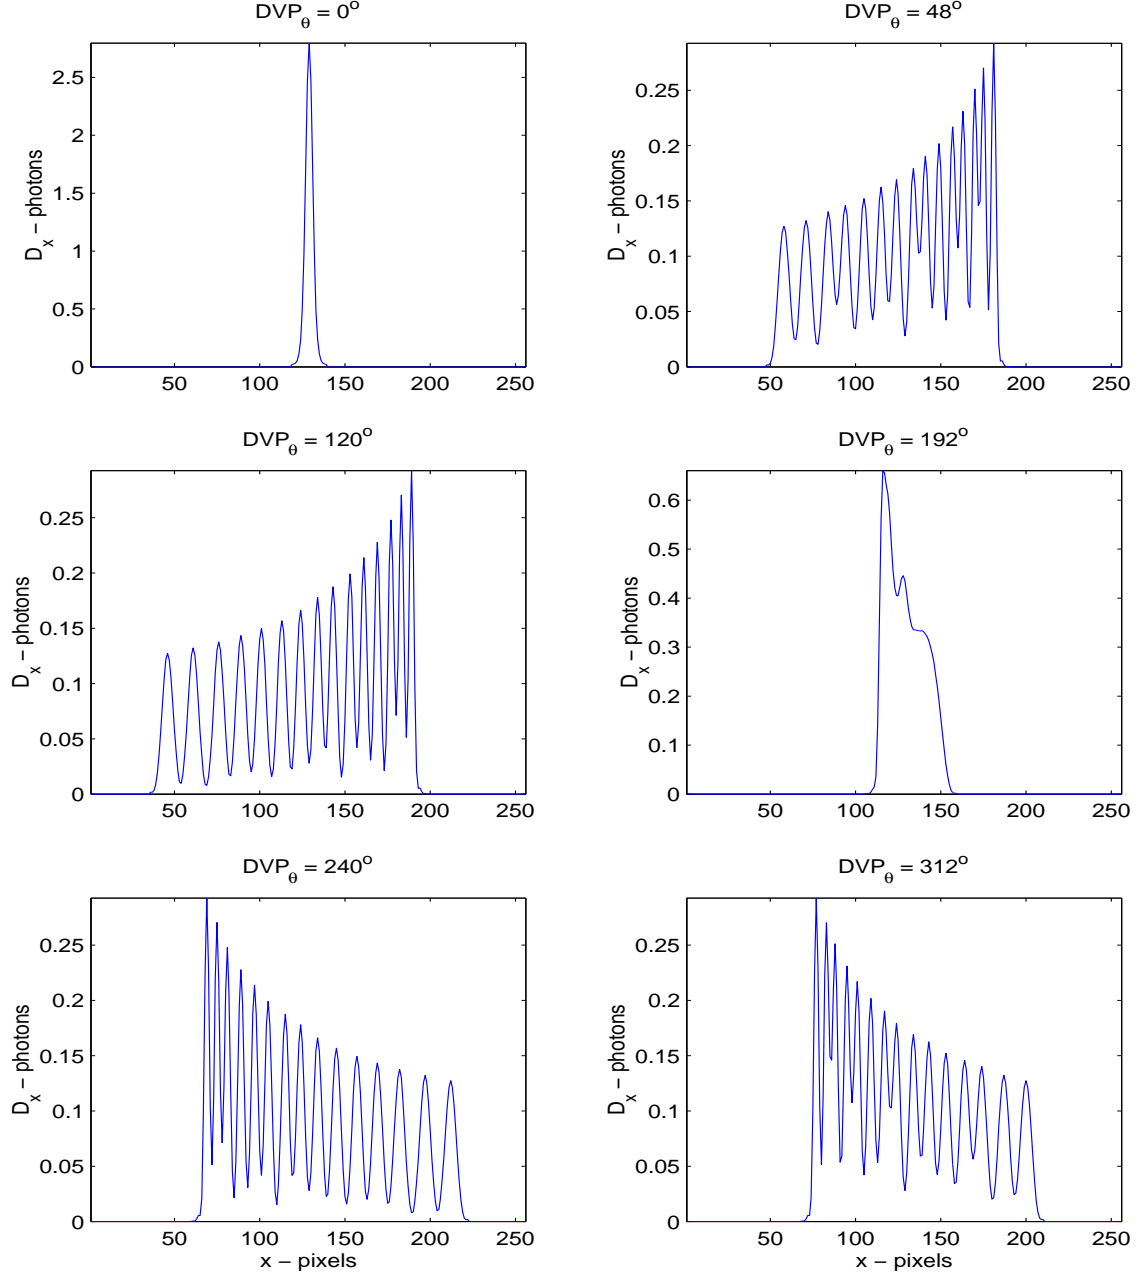 DVP_θ = 0°
DVP_θ = 48°
2.5
2
1.5
1
0.5
0
D_x − photons
50 100 150 200 250
0.25
0.2
0.15
0.1
0.05
0
D_x − photons
50 100 150 200 250
DVP_θ = 120°
DVP_θ = 192°
0.25
0.2
0.15
0.1
0.05
0
D_x − photons
50 100 150 200 250
0.6
0.5
0.4
0.3
0.2
0.1
0
D_x − photons
50 100 150 200 250
DVP_θ = 240°
DVP_θ = 312°
0.25
0.2
0.15
0.1
0.05
0
D_x − photons
50 100 150 200 250
x − pixels
0.25
0.2
0.15
0.1
0.05
0
D_x − photons
50 100 150 200 250
x − pixels